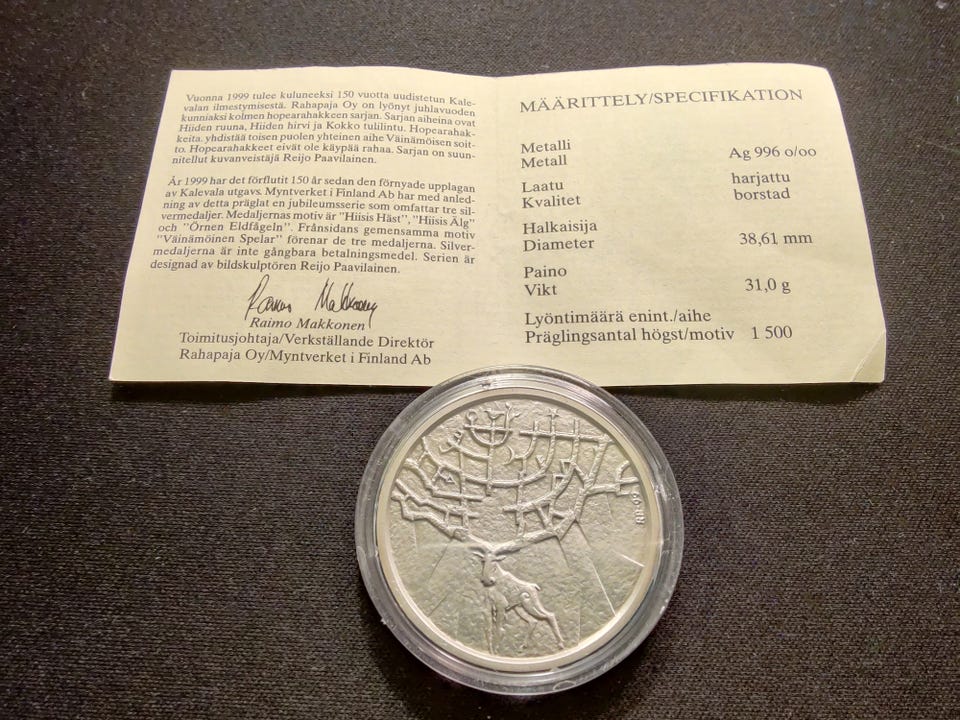 Vuonna 1999 tulee kuluneeksi 150 vuotta uudistetun Kale-
valan ilmestymisestä. Rahapaja Oy on lyönyt juhlavuoden
kunniaksi kolmen hopearahakkeen sarjan. Sarjan aiheina ovat
Hiiden ruuna, Hiiden hirvi ja Kokko tulilintu. Hopearahak-
keita yhdistää toisen puolen yhteinen aihe Väinämöisen soit-
to. Hopearahakkeet eivät ole käypää rahaa. Sarjan on suun-
nitellut kuvanveistäjä Reijo Paavilainen.
År 1999 har det förflutit 150 år sedan den förnyade upplagan
av Kalevala utgavs. Myntverket i Finland Ab har med anled-
ning av detta präglat en jubileumsserie som omfattar tre sil-
vermedaljer. Medaljernas motiv är "Hiisis Häst", "Hiisis Älg"
och "Örnen Eldfågeln". Frånsidans gemensamma motiv
"Väinämöinen Spelar" förenar de tre medaljerna. Silver-
medaljerna är inte gångbara betalningsmedel. Serien är
designad av bildskulptören Reijo Paavilainen.
Raimo Makkonen
Raimo Makkonen
Toimitusjohtaja/Verkställande Direktör
Rahapaja Oy/Myntverket i Finland Ab
MÄÄRITTELY/SPECIFIKATION
Metalli
Metall Ag 996 o/oo
Laatu harjattu
Kvalitet borstad
Halkaisija
Diameter 38,61 mm
Paino
Vikt 31,0 g
Lyöntimäärä enint./aihe
Präglingsantal högst/motiv 1 500